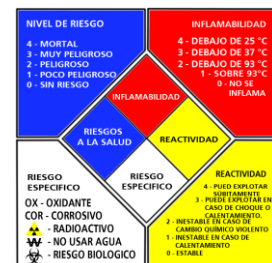 NIVEL DE RIESGO
4 - MORTAL
3 - MUY PELIGROSO
2 - PELIGROSO
1 - POCO PELIGROSO
0 - SIN RIESGO
INFLAMABILIDAD
4 - DEBAJO DE 25 °C
3 - DEBAJO DE 37 °C
2 - DEBAJO DE 93 °C
1 - SOBRE 93°C
0 - NO SE
INFLAMA
INFLAMABILIDAD
RIESGOS
A LA SALUD
REACTIVIDAD
RIESGO
ESPECIFICO
RIESGO
ESPECIFICO
OX - OXIDANTE
COR - CORROSIVO
- RADIOACTIVO
W - NO USAR AGUA
- RIESGO BIOLOGICO
REACTIVIDAD
4 - PUED EXPLOTAR
SÚBITAMENTE
3 - PUEDE EXPLOTAR EN
CASO DE CHOQUE O
CALENTAMIENTO.
2 - INESTABLE EN CASO DE
CAMBIO QUÍMICO VIOLENTO
1 - INESTABLE EN CASO DE
CALENTAMIENTO
0 - ESTABLE